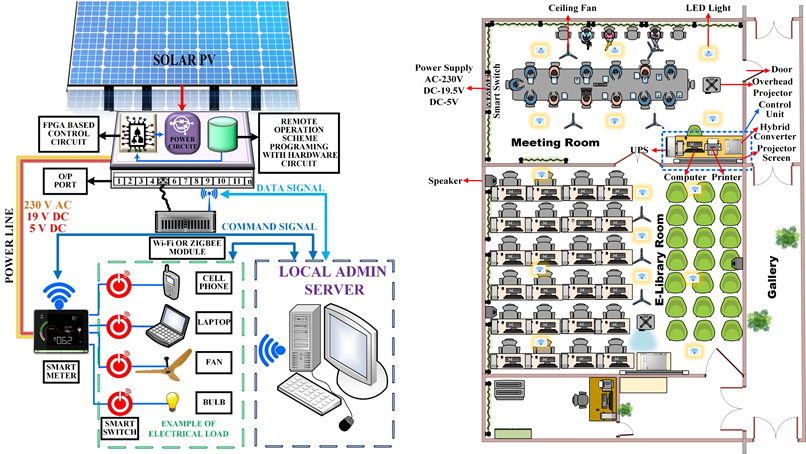 SOLAR PV
FPGA BASED
CONTROL
CIRCUIT
POWER
CIRCUIT
REMOTE
OPERATION
SCHEME
PROGRAMING
WITH HARDWARE
CIRCUIT
O/P
PORT
1 2 3 4 5 6 7 8 9 10 11 n
DATA SIGNAL
230 V AC
19 V DC
5 V DC
COMMAND SIGNAL
Wi-Fi OR ZIGBEE
MODULE
POWER LINE
CELL
PHONE
LAPTOP
FAN
BULB
SMART
METER
SMART
SWITCH
EXAMPLE OF
ELECTRICAL LOAD
LOCAL ADMIN
SERVER
Ceiling Fan
LED Light
Power Supply
AC-230V
DC-19.5V
DC-5V
Smart Switch
Door
Overhead
Projector
Control
Unit
Hybrid
Converter
Projector
Screen
Meeting Room
UPS
Computer
Printer
Speaker
E-Library Room
Gallery